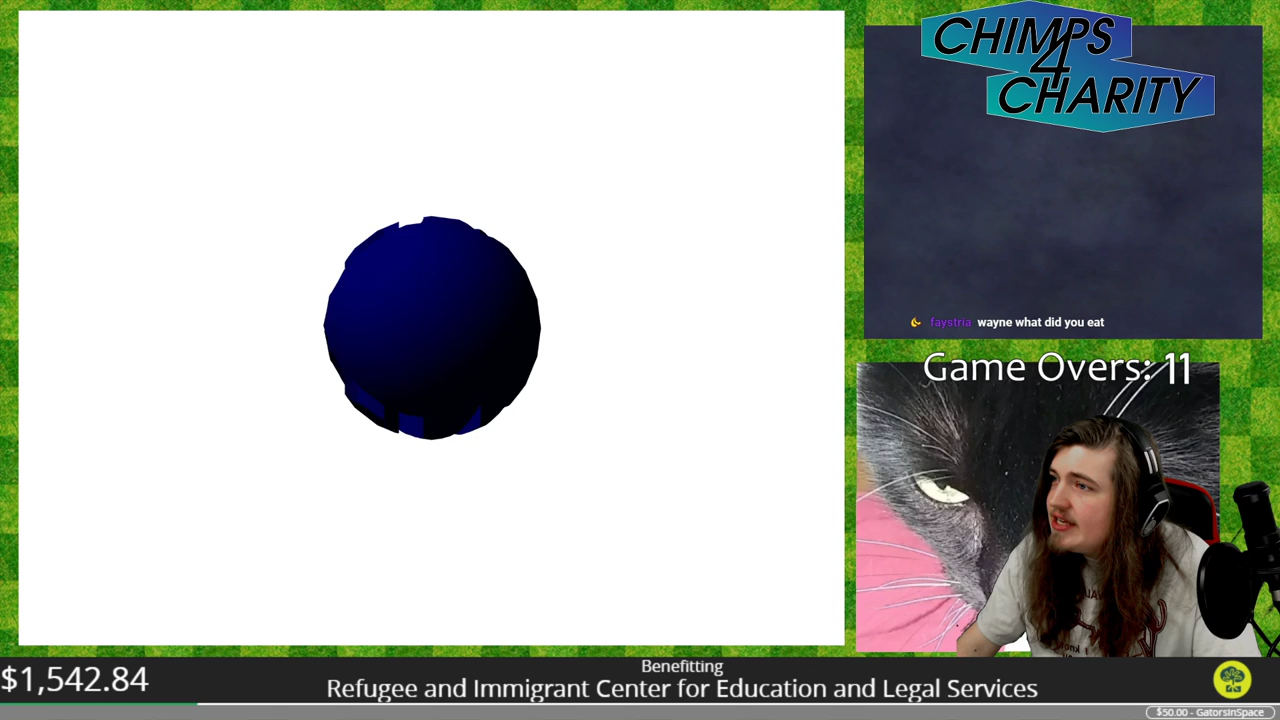 CHIMPS
4
CHARITY
faystria wayne what did you eat
Game Overs: 11
$1,542.84
Benefitting
Refugee and Immigrant Center for Education and Legal Services
$50.00 - GatorsInSpace